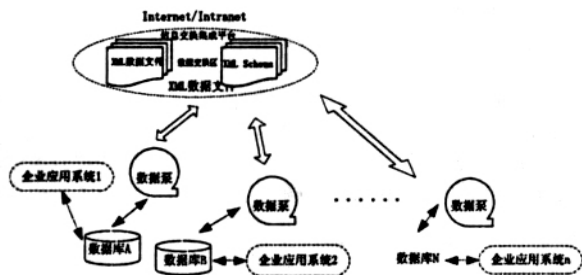 Internet/Intranet
信息交换集成平台
XML数据文件
数据交换区
XML Schema
XML数据文件
企业应用系统1
数据泵
数据泵
数据泵
······
数据库A
数据库B
企业应用系统2
数据库N
企业应用系统n